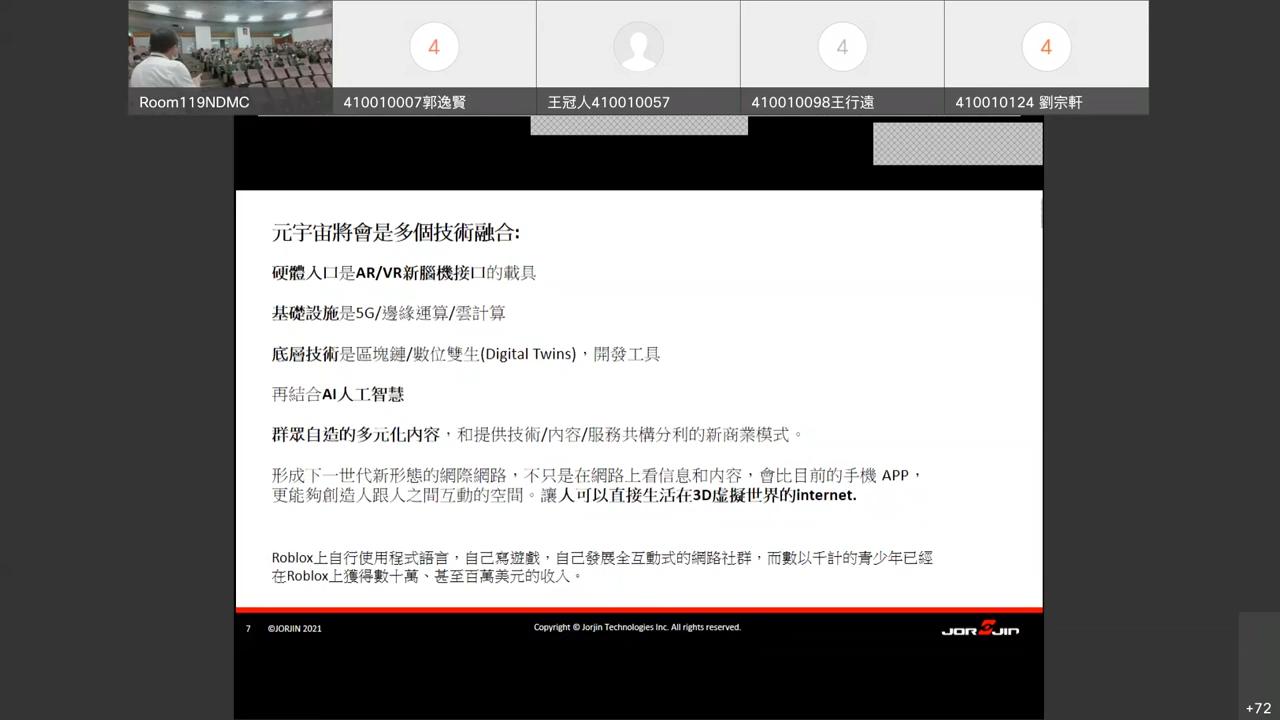 4
4
4
Room119NDMC
410010007郭逸賢
王冠人410010057
410010098王行遠
410010124 劉宗軒
元宇宙將會是多個技術融合:
硬體入口是AR/VR新腦機接口的載具
基礎設施是5G/邊緣運算/雲計算
底層技術是區塊鏈/數位雙生(Digital Twins)，開發工具
再結合AI人工智慧
群眾自造的多元化內容，和提供技術/內容/服務共構分利的新商業模式。
形成下一世代新形態的網際網路，不只是在網路上看信息和內容，會比目前的手機 APP，
更能夠創造人跟人之間互動的空間。讓人可以直接生活在3D虛擬世界的internet.
Roblox上自行使用程式語言，自己寫遊戲，自己發展全互動式的網路社群，而數以千計的青少年已經
在Roblox上獲得數十萬、甚至百萬美元的收入。
7 ©JORJIN 2021
Copyright © Jorjin Technologies Inc. All rights reserved.
JORJIN
+72